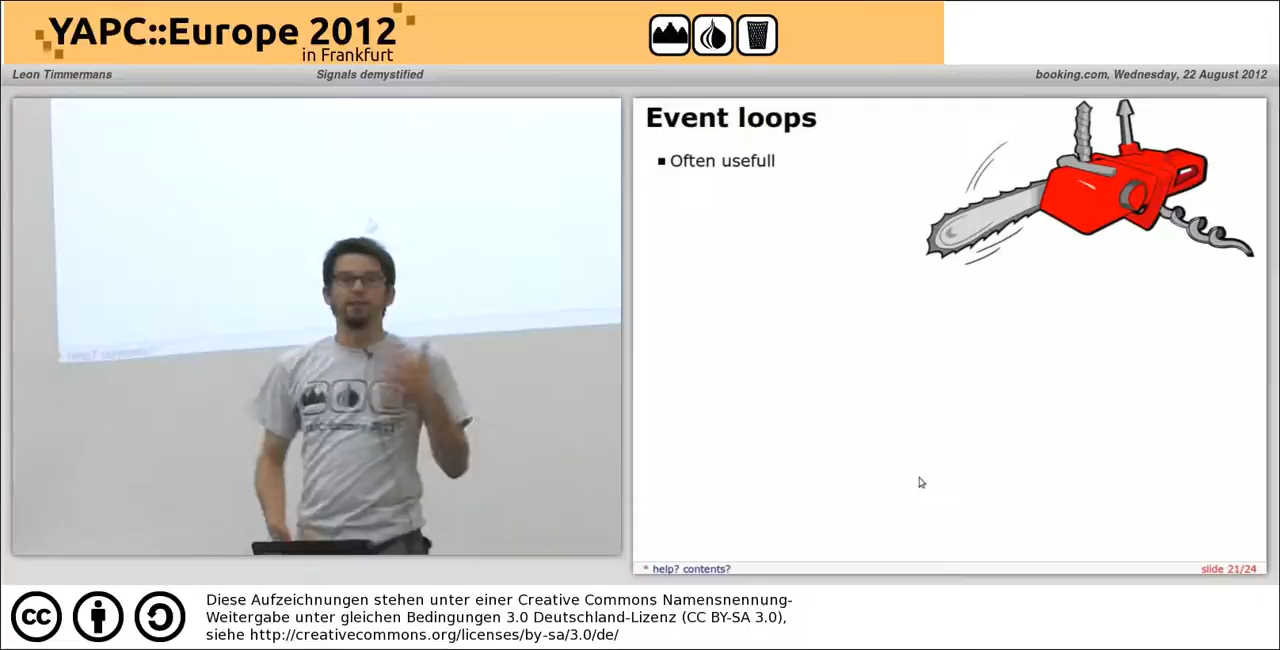 YAPC::Europe 2012
in Frankfurt
Leon Timmermans
Signals demystified
booking.com, Wednesday, 22 August 2012
Event loops
Often usefull
* help? contents?
slide 21/24
Diese Aufzeichnungen stehen unter einer Creative Commons Namensnennung-
Weitergabe unter gleichen Bedingungen 3.0 Deutschland-Lizenz (CC BY-SA 3.0),
siehe http://creativecommons.org/licenses/by-sa/3.0/de/